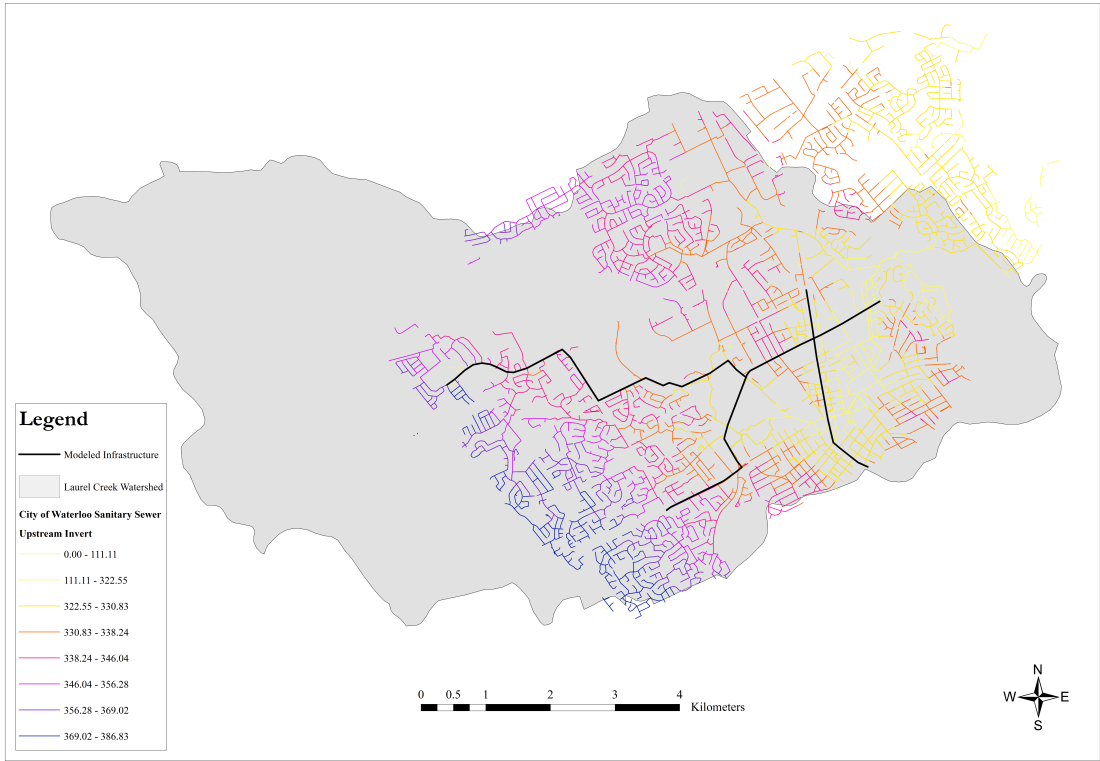 Legend
Modeled Infrastructure
Laurel Creek Watershed
City of Waterloo Sanitary Sewer
Upstream Invert
0.00 - 111.11
111.11 - 322.55
322.55 - 330.83
330.83 - 338.24
338.24 - 346.04
346.04 - 356.28
356.28 - 369.02
369.02 - 386.83
0 0.5 1 2 3 4
Kilometers
N
W E
S